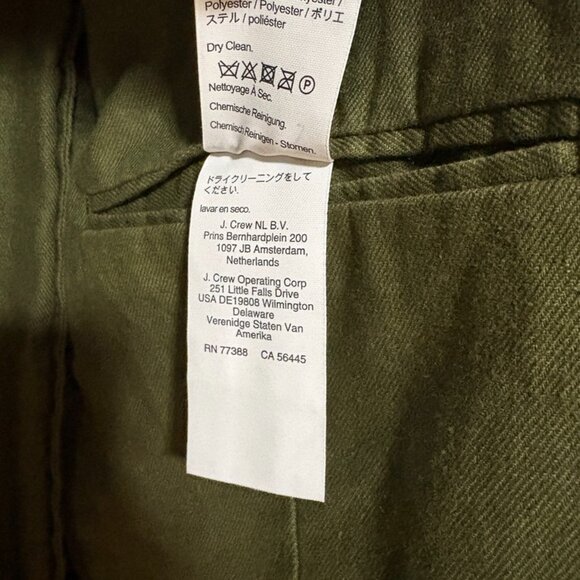 Polyester / Polyester / ポリエ
ステル / poliéster
Dry Clean.
P
Nettoyage À Sec.
Chemische Reinigung.
Chemisch Reinigen - Stomen.
ドライクリーニングをして
ください.
lavar en seco.
J. Crew NL B.V.
Prins Bernhardplein 200
1097 JB Amsterdam,
Netherlands
J. Crew Operating Corp
251 Little Falls Drive
USA DE19808 Wilmington
Delaware
Verenidge Staten Van
Amerika
RN 77388 CA 56445